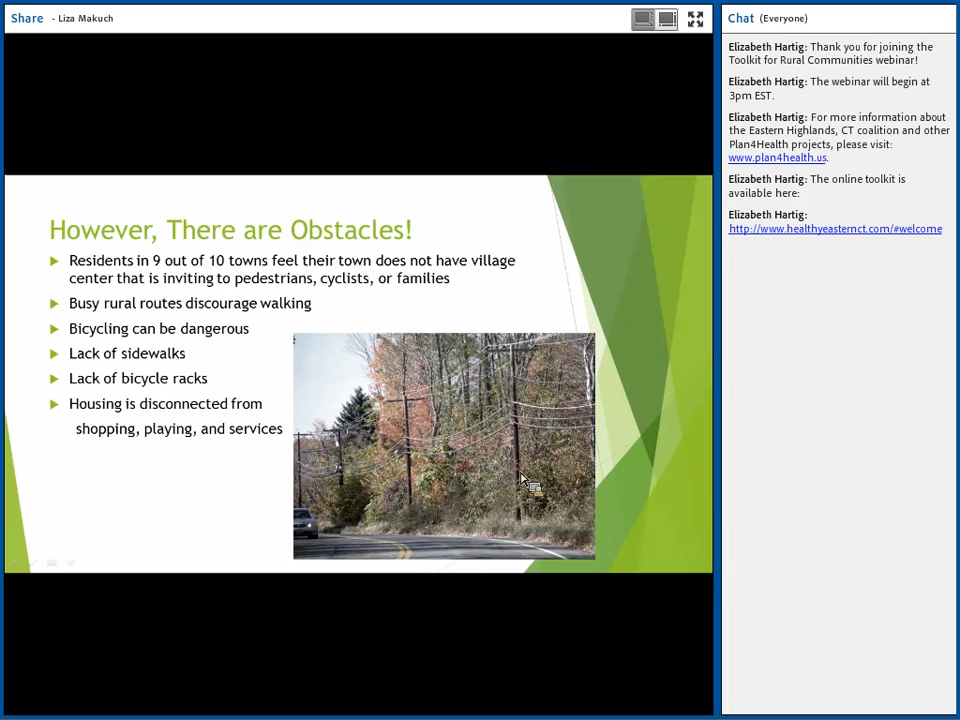 Share - Liza Makuch
However, There are Obstacles!
Residents in 9 out of 10 towns feel their town does not have village
center that is inviting to pedestrians, cyclists, or families
Busy rural routes discourage walking
Bicycling can be dangerous
Lack of sidewalks
Lack of bicycle racks
Housing is disconnected from
shopping, playing, and services
Chat (Everyone)
Elizabeth Hartig: Thank you for joining the
Toolkit for Rural Communities webinar!
Elizabeth Hartig: The webinar will begin at
3pm EST.
Elizabeth Hartig: For more information about
the Eastern Highlands, CT coalition and other
Plan4Health projects, please visit:
www.plan4health.us.
Elizabeth Hartig: The online toolkit is
available here:
Elizabeth Hartig:
http://www.healthyeasternct.com/#welcome